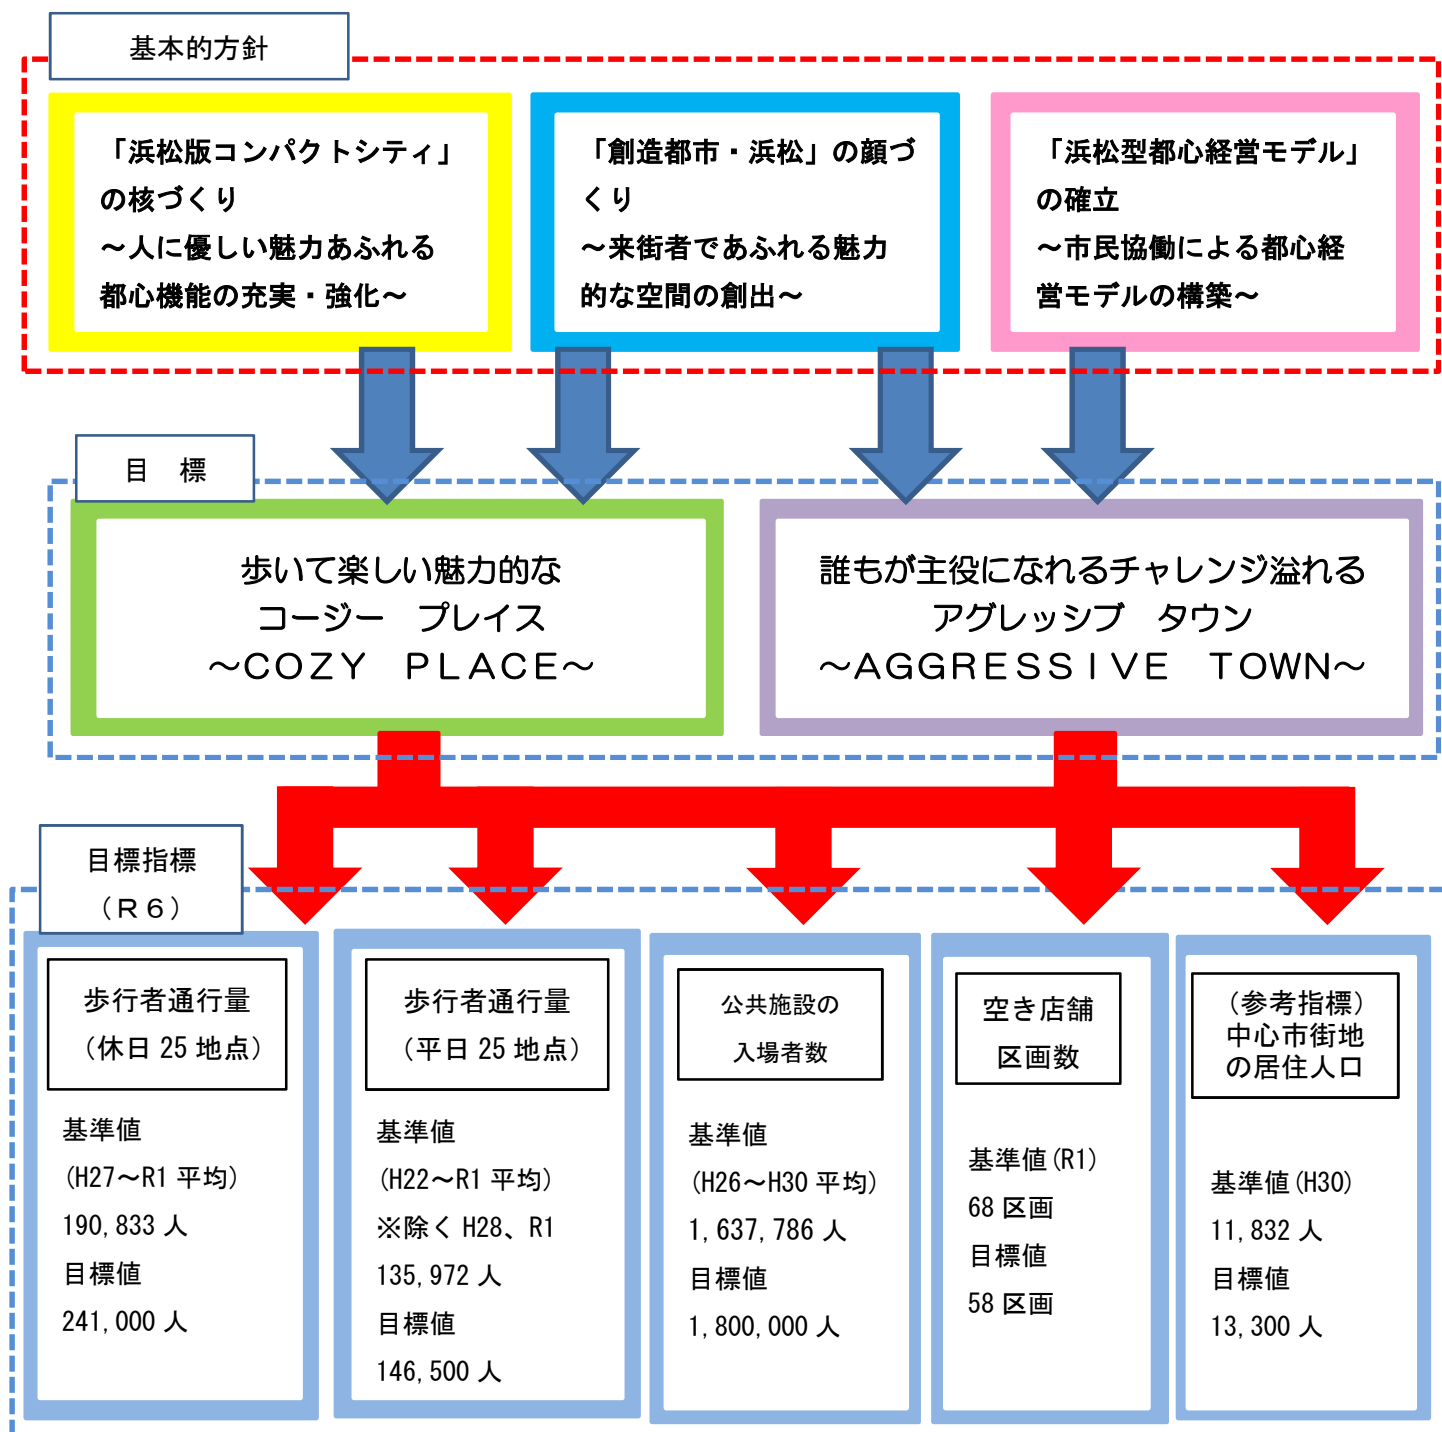 基本的方針
「浜松版コンパクトシティ」
の核づくり
～人に優しい魅力あふれる
都心機能の充実・強化～
「創造都市・浜松」の顔づ
くり
～来街者であふれる魅力
的な空間の創出～
「浜松型都心経営モデル」
の確立
～市民協働による都心経
営モデルの構築～
目　標
歩いて楽しい魅力的な
コージー　プレイス
～ＣＯＺＹ　ＰＬＡＣＥ～
誰もが主役になれるチャレンジ溢れる
アグレッシブ　タウン
～ＡＧＧＲＥＳＳＩＶＥ　ＴＯＷＮ～
目標指標
（Ｒ６）
歩行者通行量
（休日 25 地点）
基準値
(H27～R1 平均)
190,833 人
目標値
241,000 人
歩行者通行量
（平日 25 地点）
基準値
(H22～R1 平均)
※除く H28、R1
135,972 人
目標値
146,500 人
公共施設の
入場者数
基準値
(H26～H30 平均)
1,637,786 人
目標値
1,800,000 人
空き店舗
区画数
基準値(R1)
68 区画
目標値
58 区画
（参考指標）
中心市街地
の居住人口
基準値(H30)
11,832 人
目標値
13,300 人